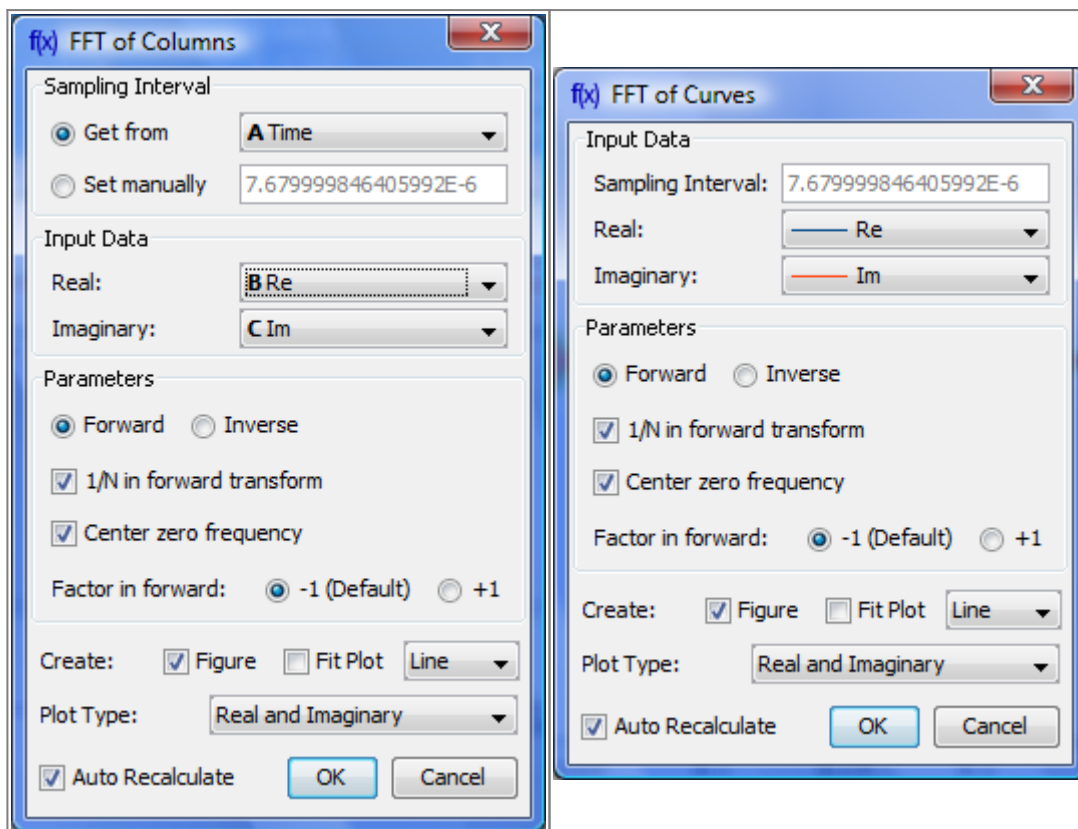 f(x) FFT of Columns
Sampling Interval
Get from A Time
Set manually 7.679999846405992E-6
Input Data
Real: B Re
Imaginary: C Im
Parameters
Forward Inverse
1/N in forward transform
Center zero frequency
Factor in forward: -1 (Default) +1
Create: Figure Fit Plot Line
Plot Type: Real and Imaginary
Auto Recalculate OK Cancel
f(x) FFT of Curves
Input Data
Sampling Interval: 7.679999846405992E-6
Real: Re
Imaginary: Im
Parameters
Forward Inverse
1/N in forward transform
Center zero frequency
Factor in forward: -1 (Default) +1
Create: Figure Fit Plot Line
Plot Type: Real and Imaginary
Auto Recalculate OK Cancel